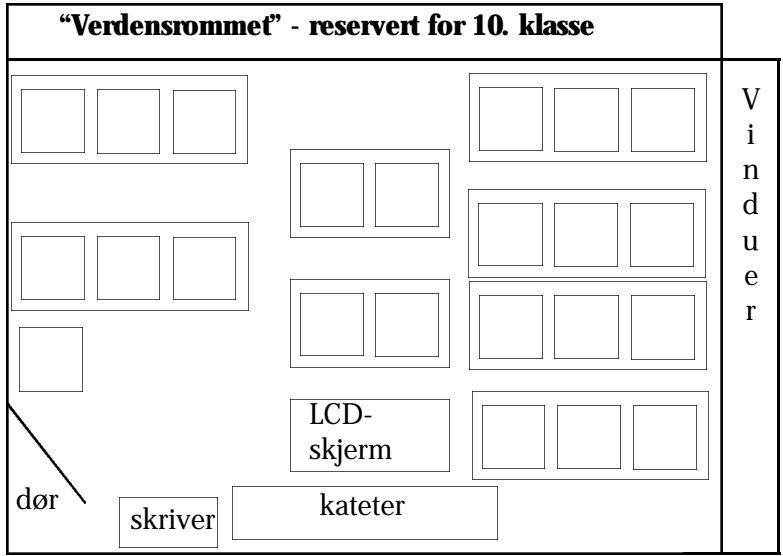 “Verdensrommet” - reservert for 10. klasse
V
i
n
d
u
e
r
LCD-
skjerm
dør
skriver
kateter